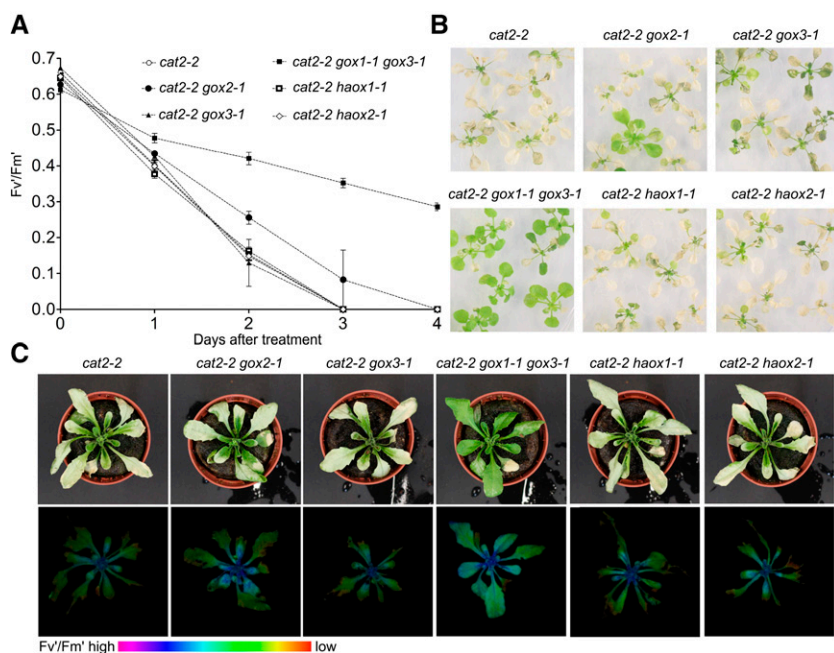 A
B
0.7
0.6
0.5
0.4
0.3
0.2
0.1
0.0
Fv'/Fm'
cat2-2
cat2-2 gox2-1
cat2-2 gox3-1
cat2-2 gox1-1 gox3-1
cat2-2 haox1-1
cat2-2 haox2-1
0 1 2 3 4
Days after treatment
cat2-2 cat2-2 gox2-1 cat2-2 gox3-1
cat2-2 gox1-1 gox3-1 cat2-2 haox1-1 cat2-2 haox2-1
C
cat2-2 cat2-2 gox2-1 cat2-2 gox3-1 cat2-2 gox1-1 gox3-1 cat2-2 haox1-1 cat2-2 haox2-1
Fv'/Fm' high low